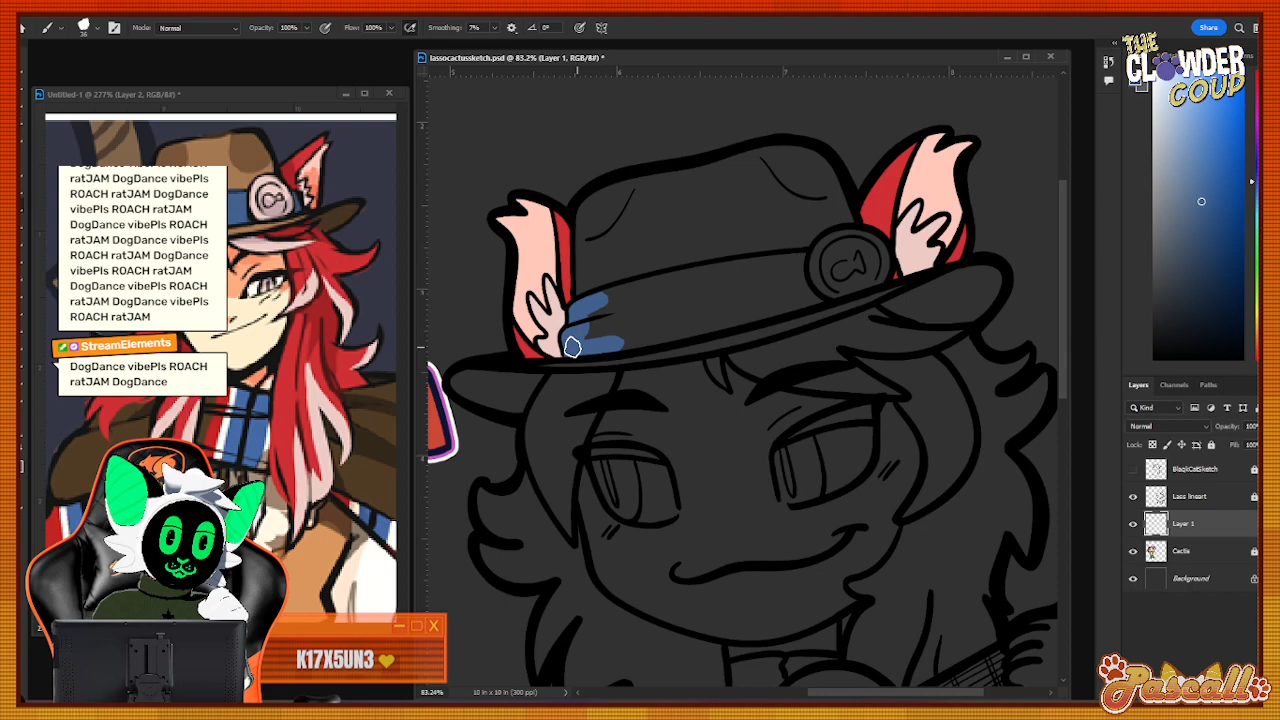 Mode: Normal Opacity: 100% Flow: 100% Smoothing: 7% 0° Share
THE CLOWDER COUP
lassocactussketch.psd @ 83.2% (Layer 1, RGB/8#) *
Untitled-1 @ 277% (Layer 2, RGB/8#) *
ratJAM DogDance vibePls
ROACH ratJAM DogDance
vibePls ROACH ratJAM
DogDance vibePls ROACH
ratJAM DogDance vibePls
ROACH ratJAM DogDance
vibePls ROACH ratJAM
DogDance vibePls ROACH
ratJAM DogDance vibePls
ROACH ratJAM
StreamElements
DogDance vibePls ROACH
ratJAM DogDance
K17X5UN3
83.24% 10 in x 10 in (300 ppi)
Layers Channels Paths
Kind
Normal Opacity: 100
Lock: Fill: 100
BlaqkCatSketch
Lass lineart
Layer 1
Cactis
Background
Pascall